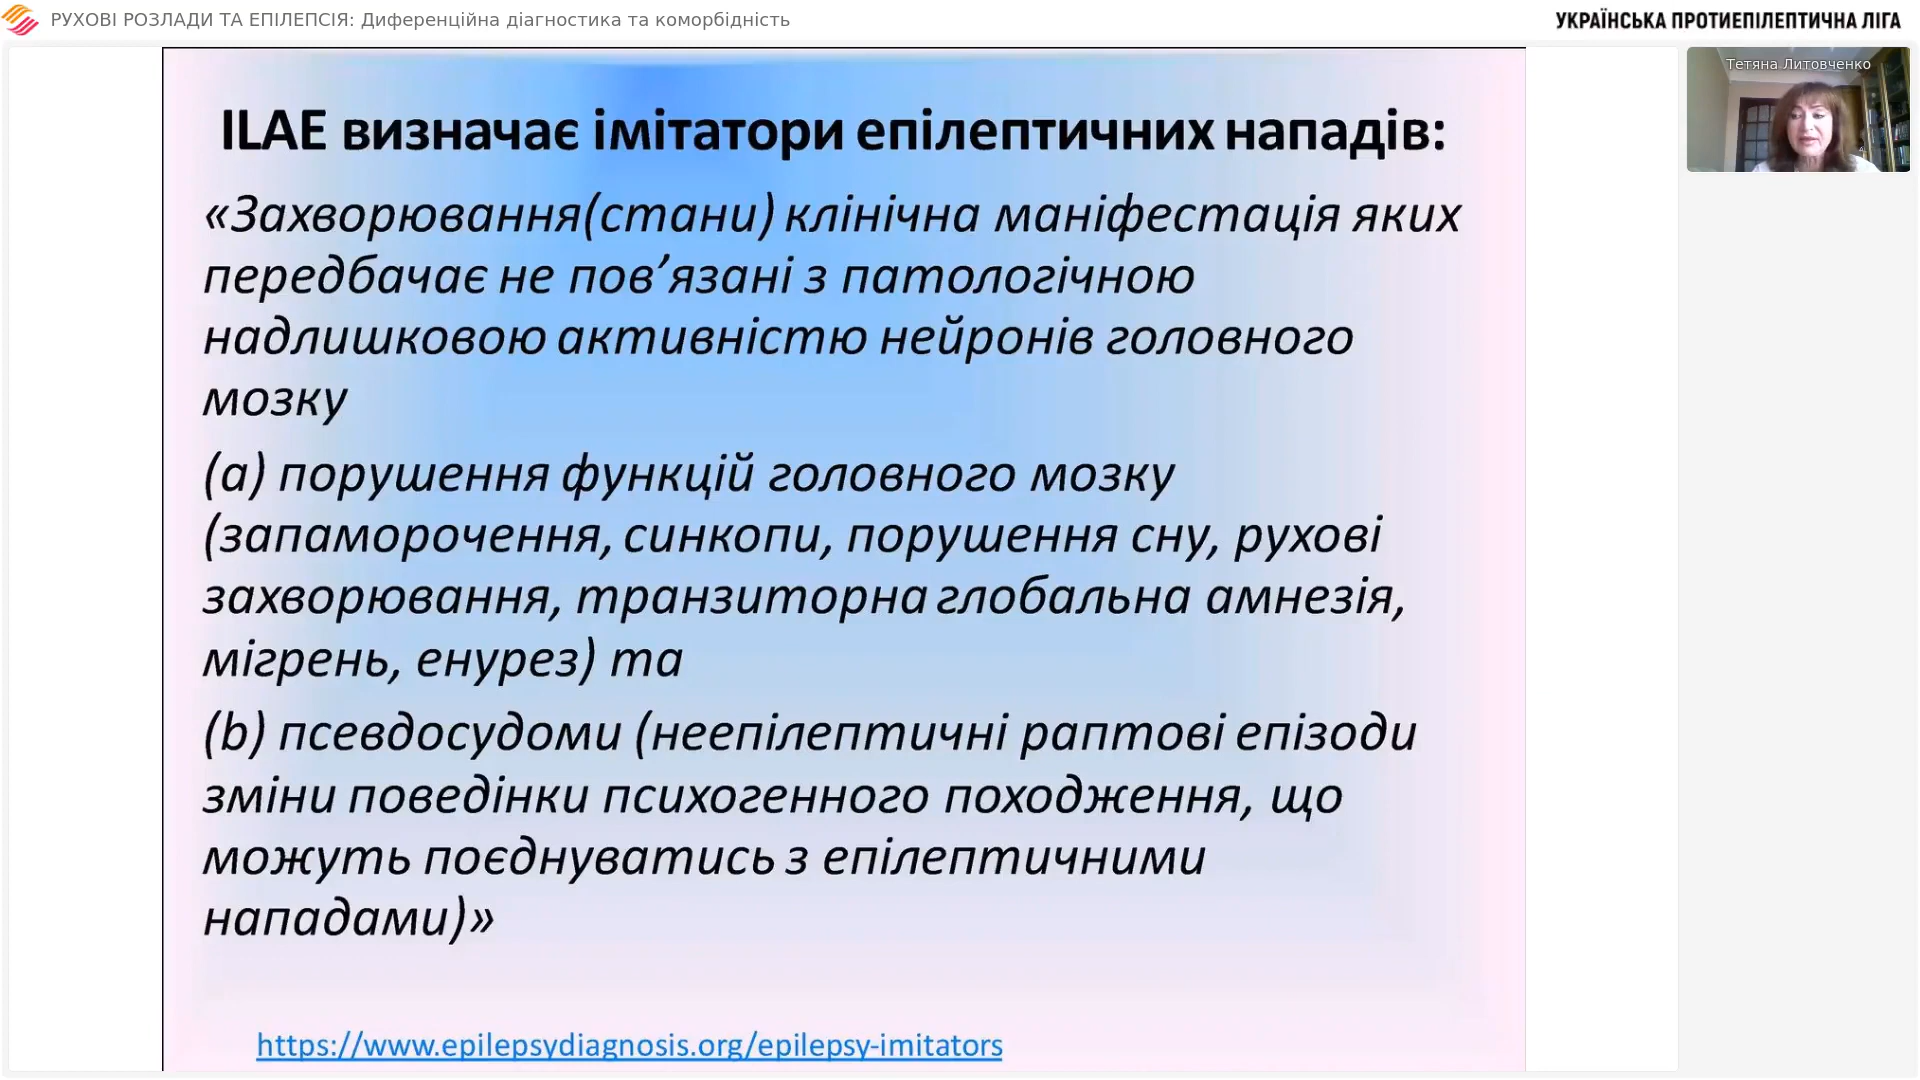 РУХОВІ РОЗЛАДИ ТА ЕПІЛЕПСІЯ: Диференційна діагностика та коморбідність
УКРАЇНСЬКА ПРОТИЕПІЛЕПТИЧНА ЛІГА
Тетяна Литовченко
ILAE визначає імітатори епілептичних нападів:
«Захворювання(стани) клінічна маніфестація яких
передбачає не пов’язані з патологічною
надлишковою активністю нейронів головного
мозку
(a) порушення функцій головного мозку
(запаморочення, синкопи, порушення сну, рухові
захворювання, транзиторна глобальна амнезія,
мігрень, енурез) та
(b) псевдосудоми (неепілептичні раптові епізоди
зміни поведінки психогенного походження, що
можуть поєднуватись з епілептичними
нападами)»
https://www.epilepsydiagnosis.org/epilepsy-imitators